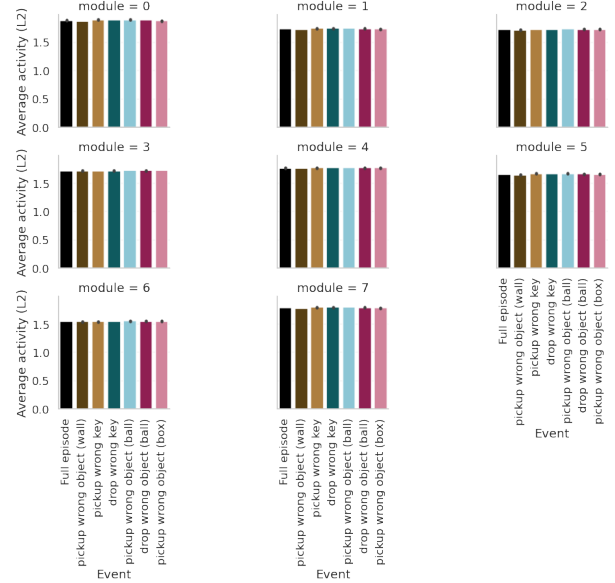 module = 0
module = 1
module = 2
Average activity (L2)
1.5
1.0
0.5
0.0
module = 3
module = 4
module = 5
Average activity (L2)
1.5
1.0
0.5
0.0
module = 6
module = 7
Average activity (L2)
1.5
1.0
0.5
0.0
Full episode
pickup wrong object (wall)
pickup wrong key
drop wrong key
pickup wrong object (ball)
drop wrong object (ball)
pickup wrong object (box)
Event
Full episode
pickup wrong object (wall)
pickup wrong key
drop wrong key
pickup wrong object (ball)
drop wrong object (ball)
pickup wrong object (box)
Event
Full episode
pickup wrong object (wall)
pickup wrong key
drop wrong key
pickup wrong object (ball)
drop wrong object (ball)
pickup wrong object (box)
Event